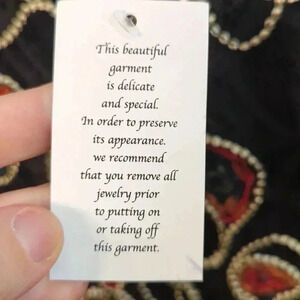 This beautiful
garment
is delicate
and special.
In order to preserve
its appearance.
we recommend
that you remove all
jewelry prior
to putting on
or taking off
this garment.